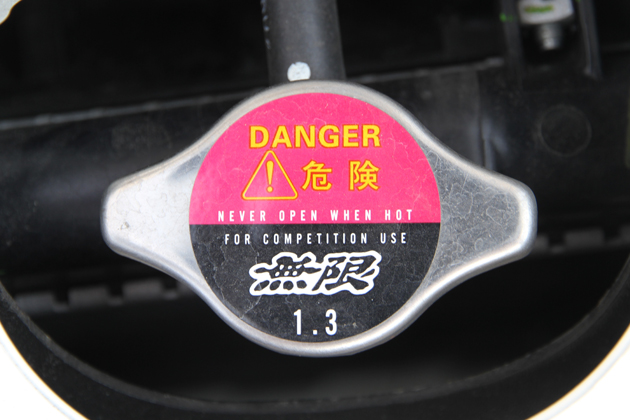 DANGER
危険
NEVER OPEN WHEN HOT
FOR COMPETITION USE
無限
1.3